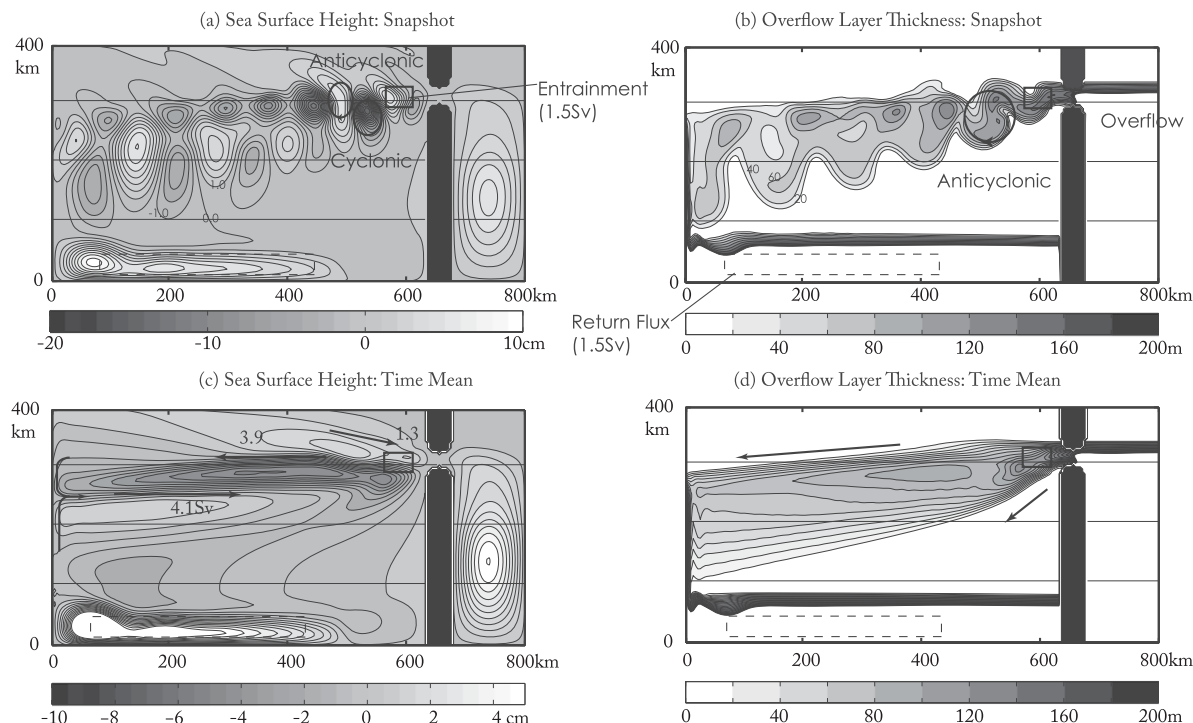 (a) Sea Surface Height: Snapshot
(b) Overflow Layer Thickness: Snapshot
400
km
Anticyclonic
Cyclonic
1.0
-1.0
0.0
0
0 200 400 600 800km
-20 -10 0 10cm
Entrainment
(1.5Sv)
400
km
Overflow
Anticyclonic
40
60
20
0
0 200 400 600 800km
Return Flux
(1.5Sv)
0 40 80 120 160 200m
(c) Sea Surface Height: Time Mean
(d) Overflow Layer Thickness: Time Mean
400
km
3.9
1.3
4.1Sv
0
0 200 400 600 800km
-10 -8 -6 -4 -2 0 2 4 cm
400
km
0
0 200 400 600 800km
0 40 80 120 160 200m